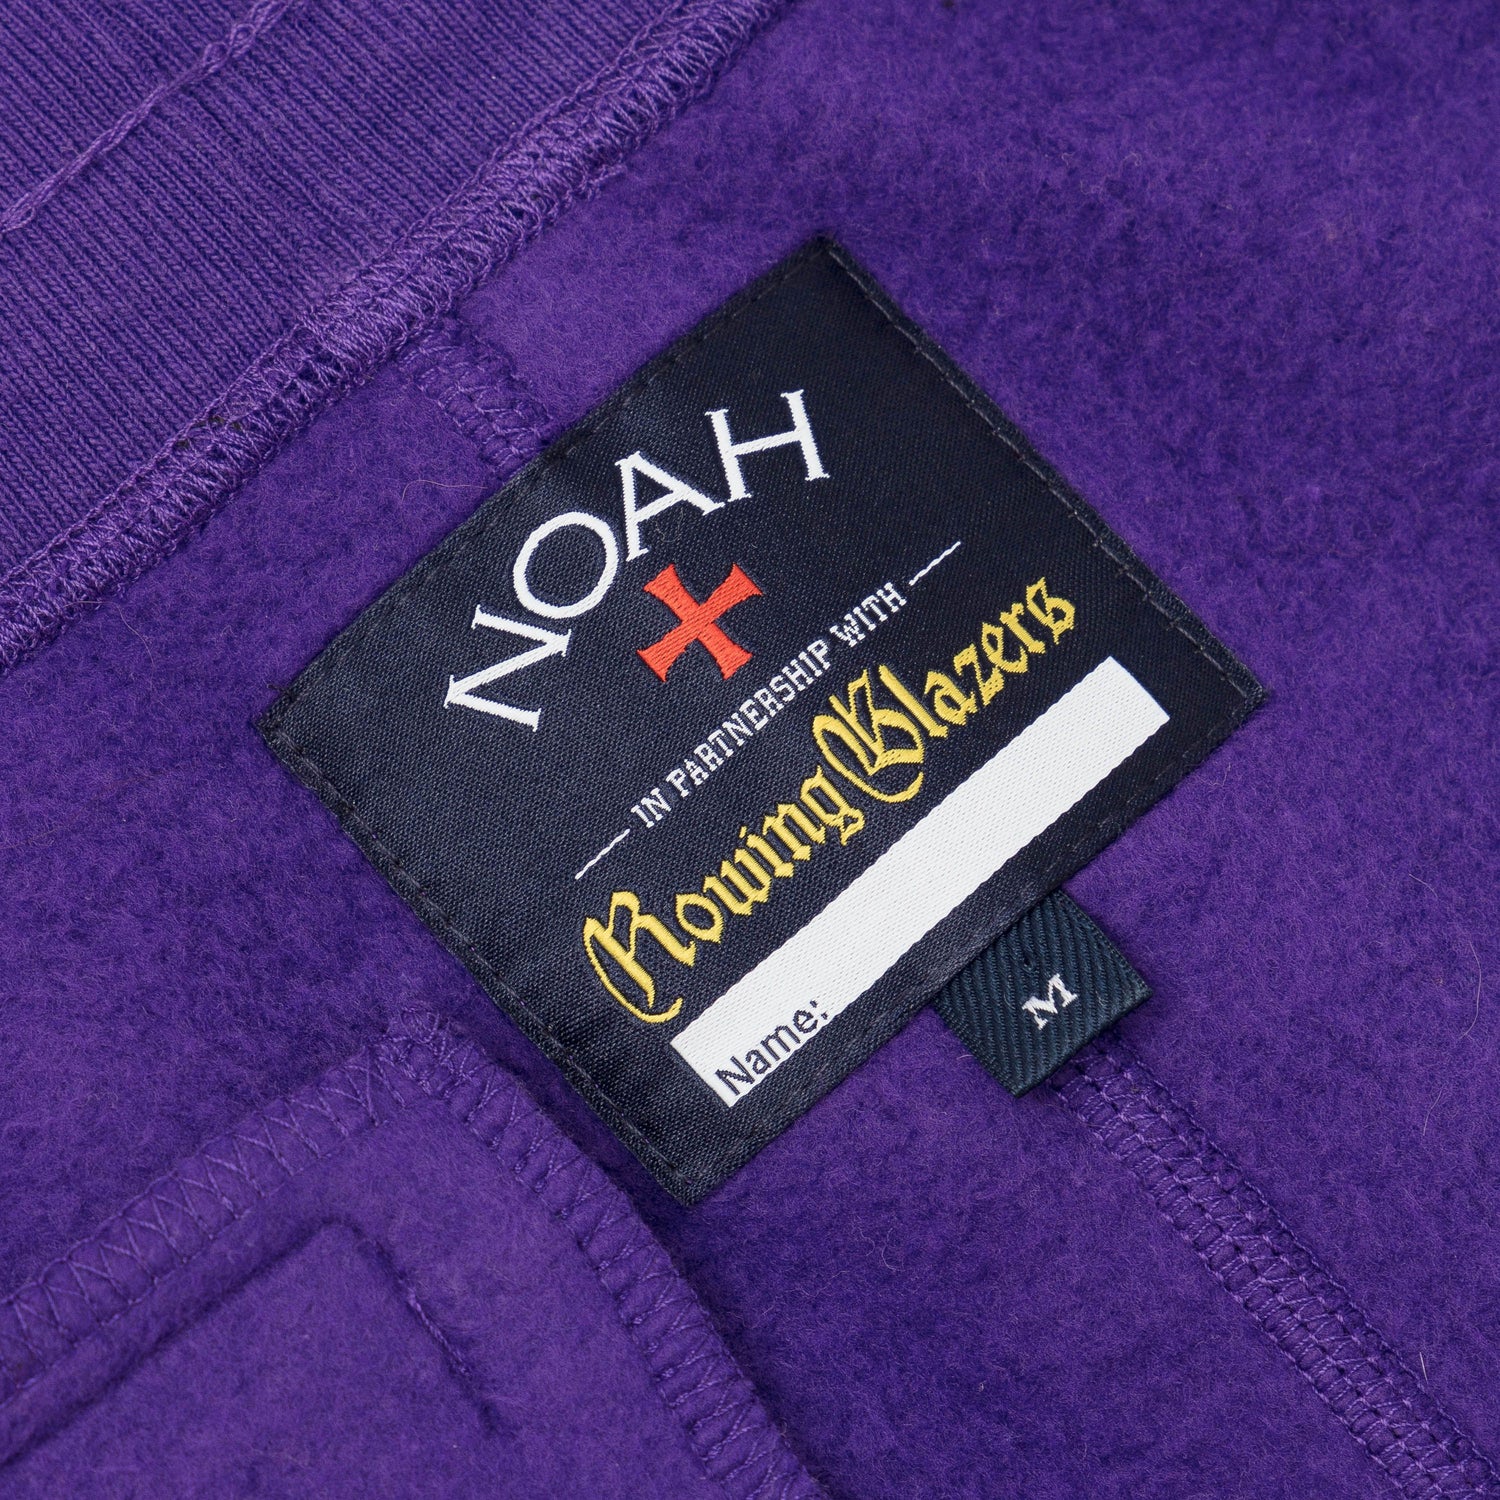 NOAH
IN PARTNERSHIP WITH
Rowing Blazers
Name:
M